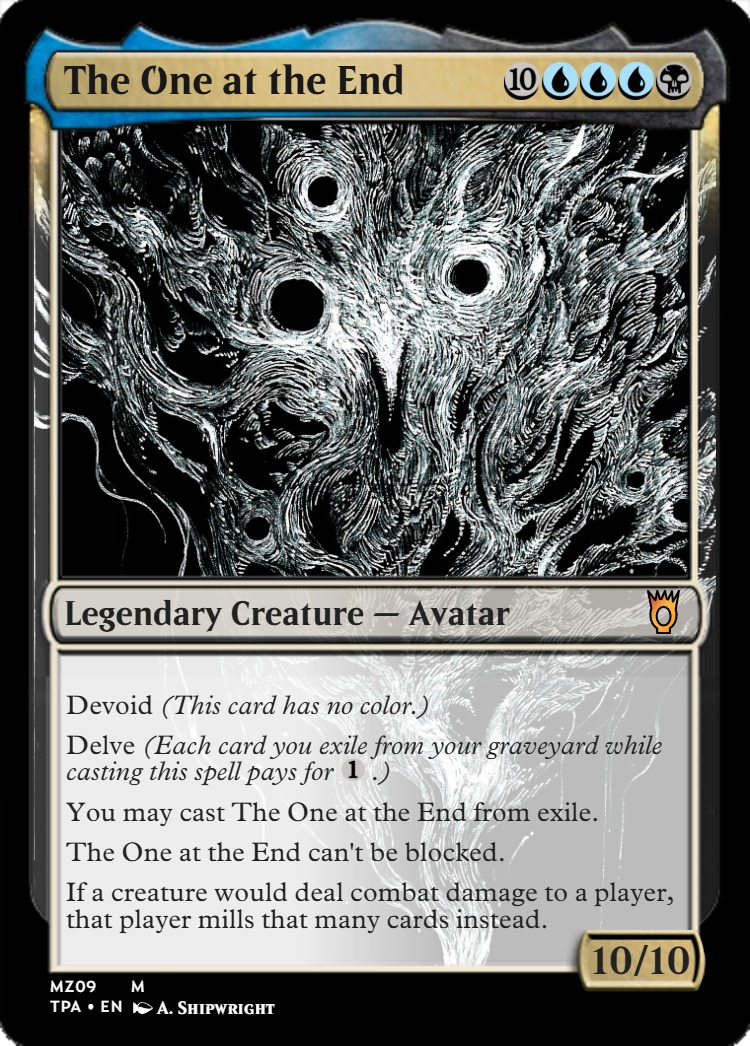 The One at the End 10
Legendary Creature — Avatar
Devoid (This card has no color.)
Delve (Each card you exile from your graveyard while
casting this spell pays for 1 .)
You may cast The One at the End from exile.
The One at the End can't be blocked.
If a creature would deal combat damage to a player,
that player mills that many cards instead.
10/10
MZ09 M
TPA • EN A. Shipwright